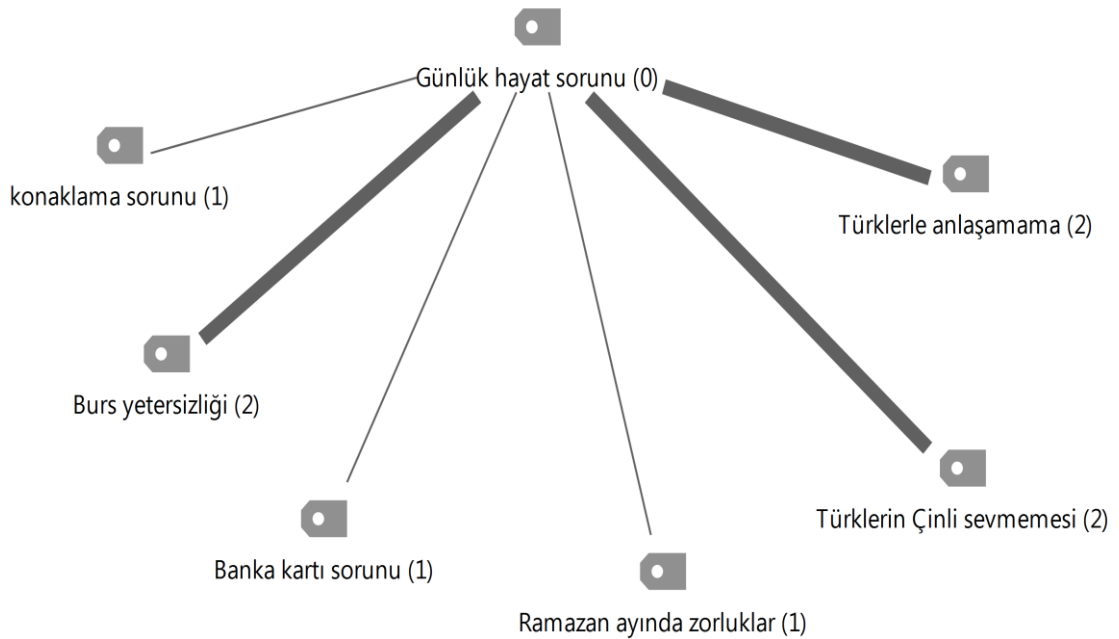 Günlük hayat sorunu (0)
konaklama sorunu (1)
Türklerle anlaşamama (2)
Burs yetersizliği (2)
Türklerin Çinli sevmemesi (2)
Banka kartı sorunu (1)
Ramazan ayında zorluklar (1)